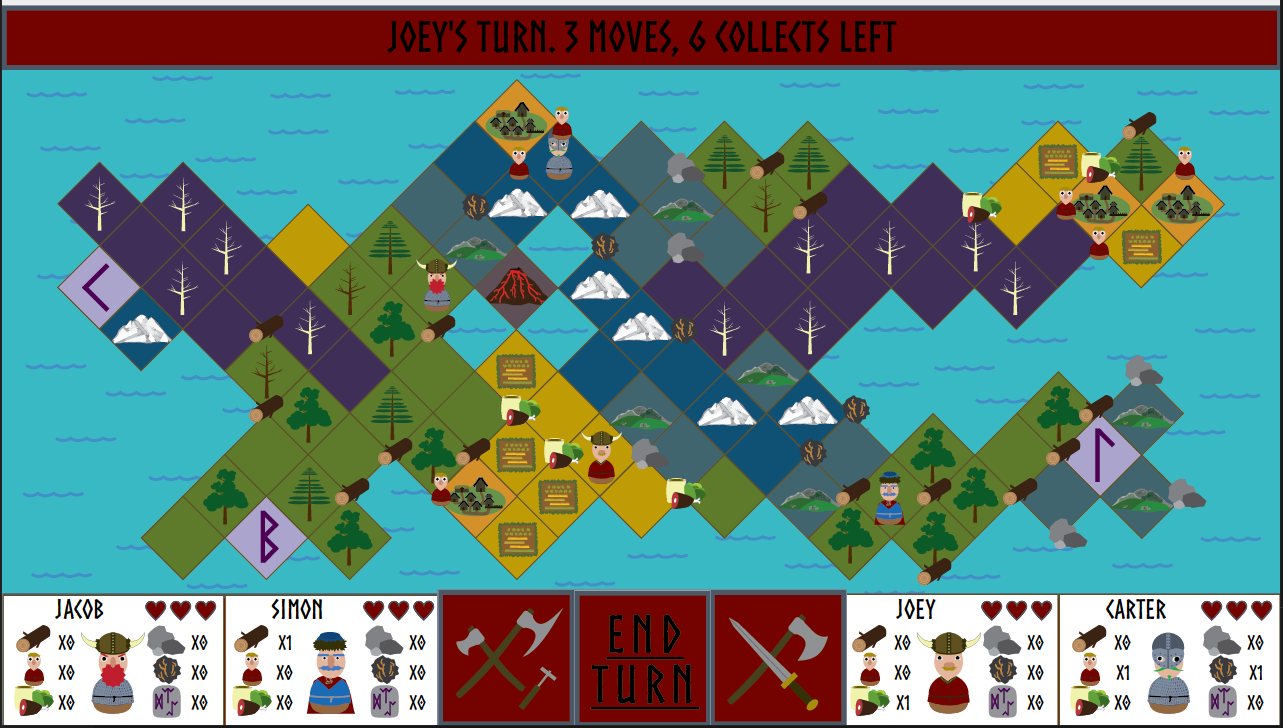 JOEY'S TURN. 3 MOVES, 6 COLLECTS LEFT
ᚲ
ᛚ
ᛒ
JACOB
X0 X0
X0 X0
X0 X0
SIMON
X1 X0
X0 X0
X0 X0
END
TURN
JOEY
X0 X0
X0 X0
X1 X0
CARTER
X0 X0
X1 X1
X0 X0